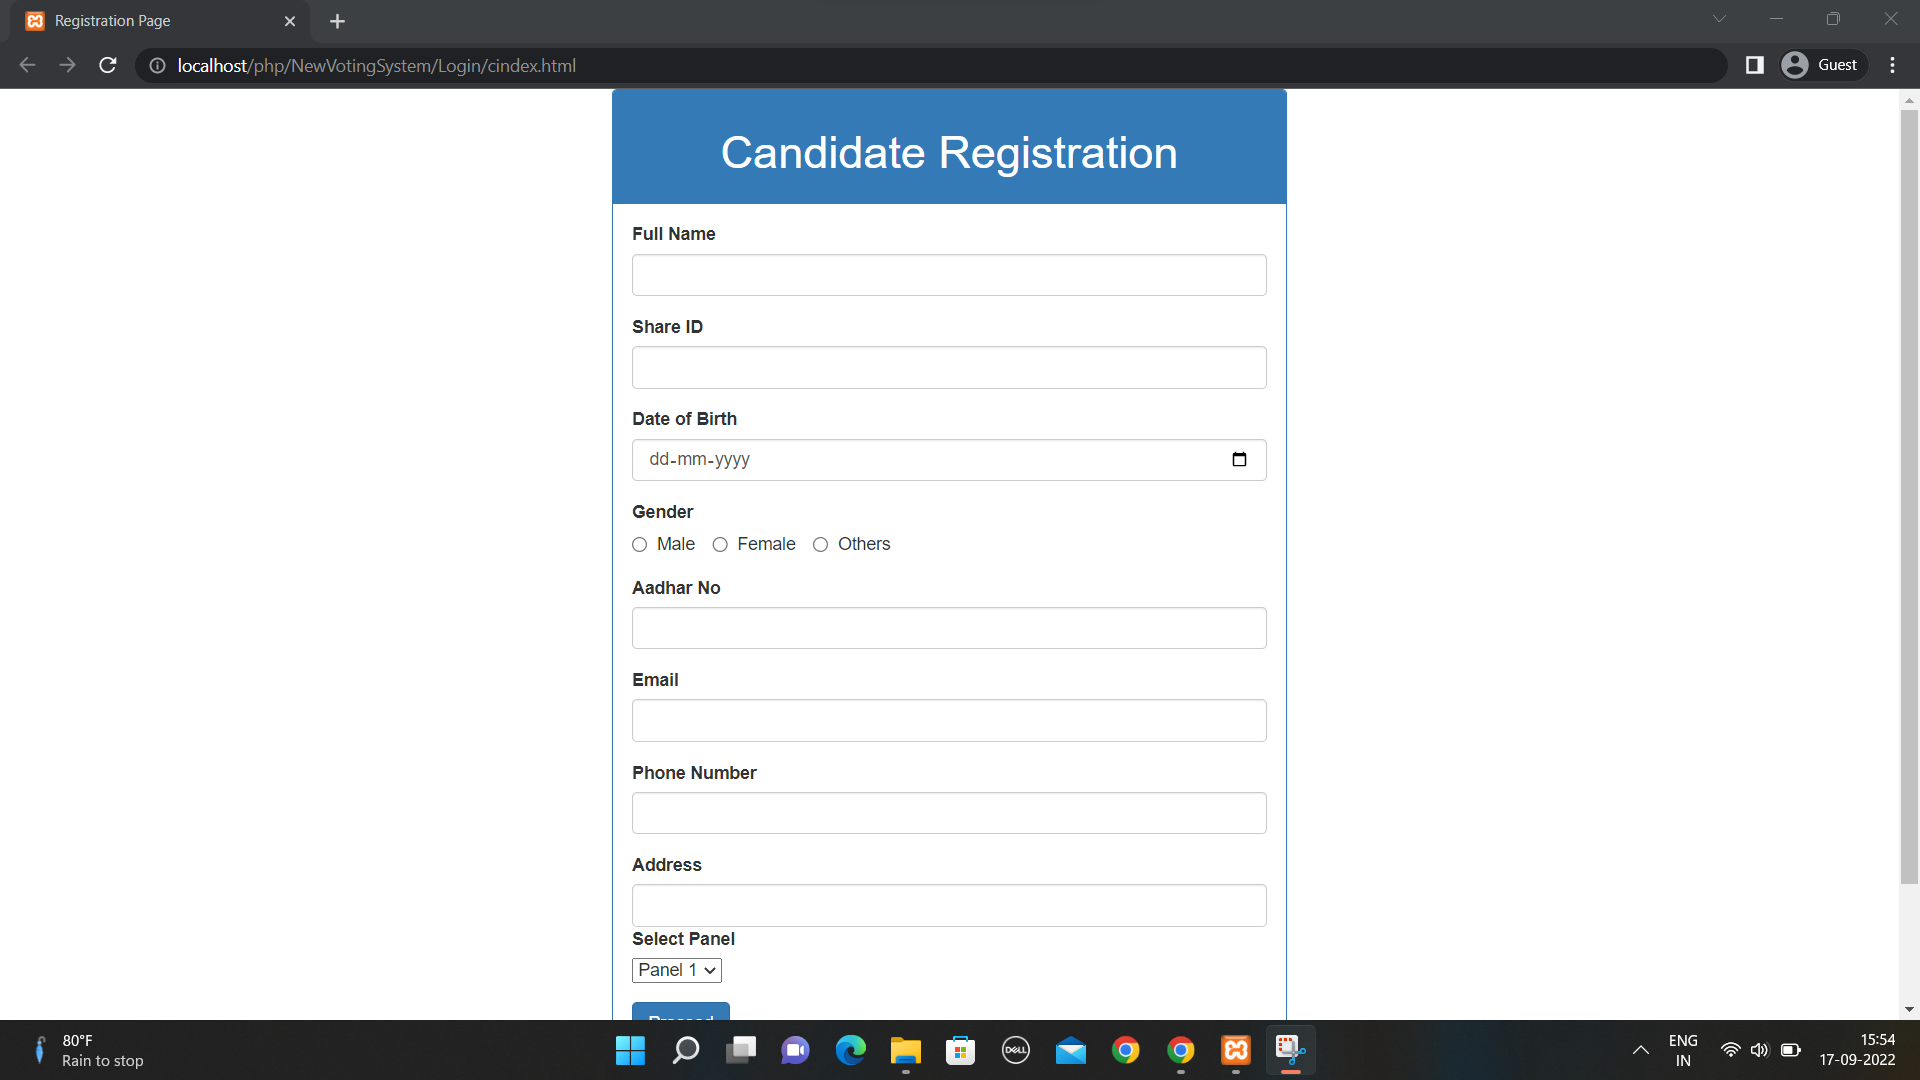 Registration Page
localhost/php/NewVotingSystem/Login/cindex.html
Guest
Candidate Registration
Full Name
Share ID
Date of Birth
dd-mm-yyyy
Gender
Male Female Others
Aadhar No
Email
Phone Number
Address
Select Panel
Panel 1
Proceed
80°F
Rain to stop
DELL
ENG
IN
15:54
17-09-2022